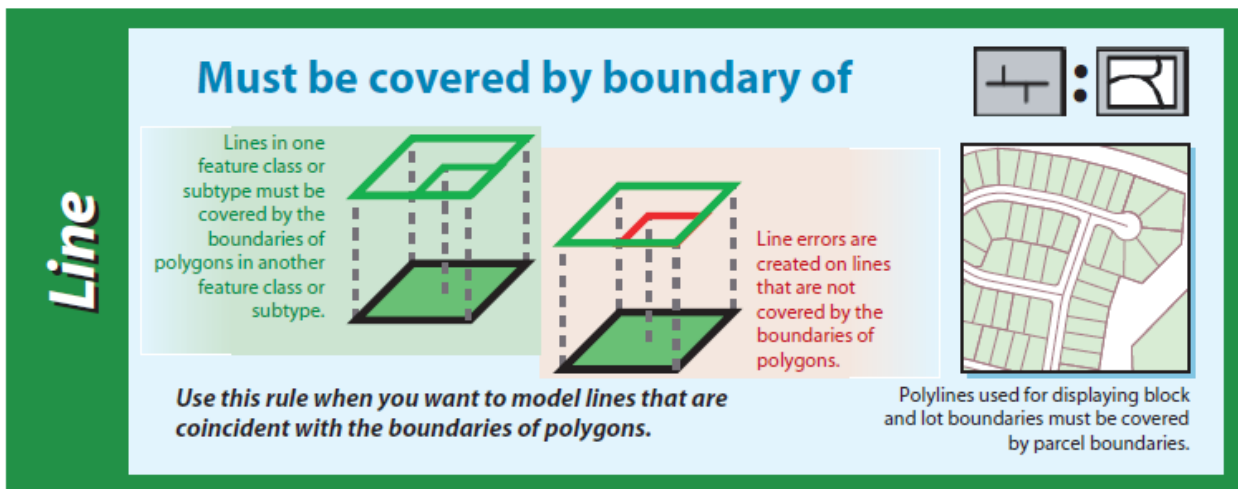 Line
Must be covered by boundary of
Lines in one
feature class or
subtype must be
covered by the
boundaries of
polygons in another
feature class or
subtype.
Line errors are
created on lines
that are not
covered by the
boundaries of
polygons.
Use this rule when you want to model lines that are
coincident with the boundaries of polygons.
Polylines used for displaying block
and lot boundaries must be covered
by parcel boundaries.